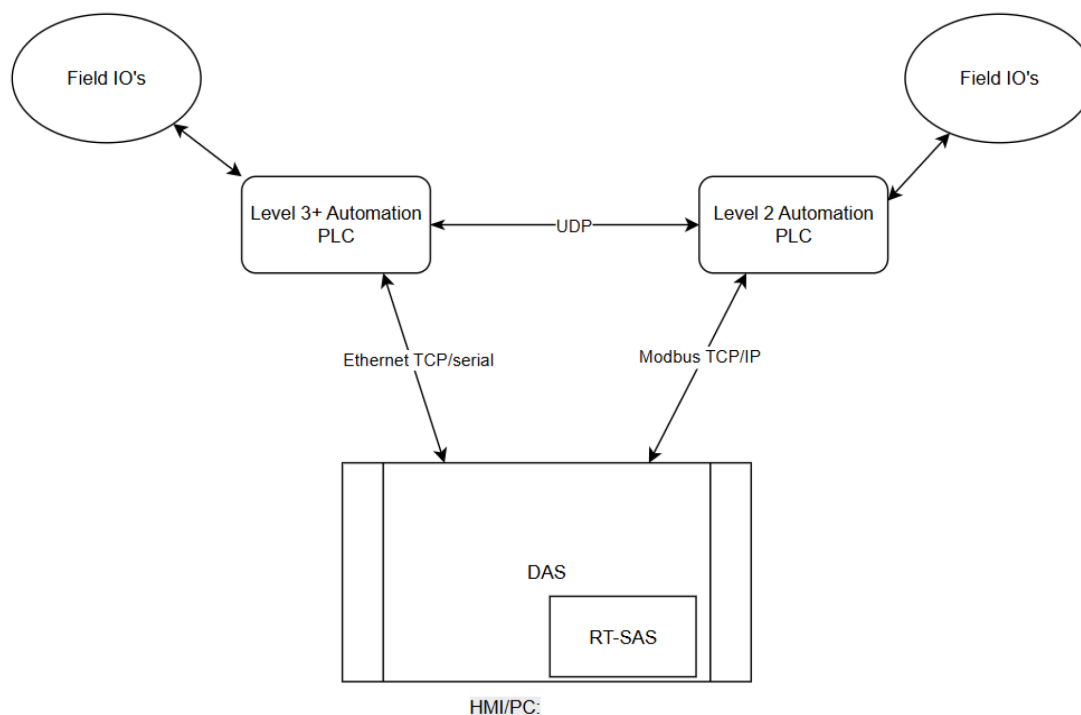 Field IO's
Field IO's
Level 3+ Automation
PLC
UDP
Level 2 Automation
PLC
Ethernet TCP/serial
Modbus TCP/IP
DAS
RT-SAS
HMI/PC: